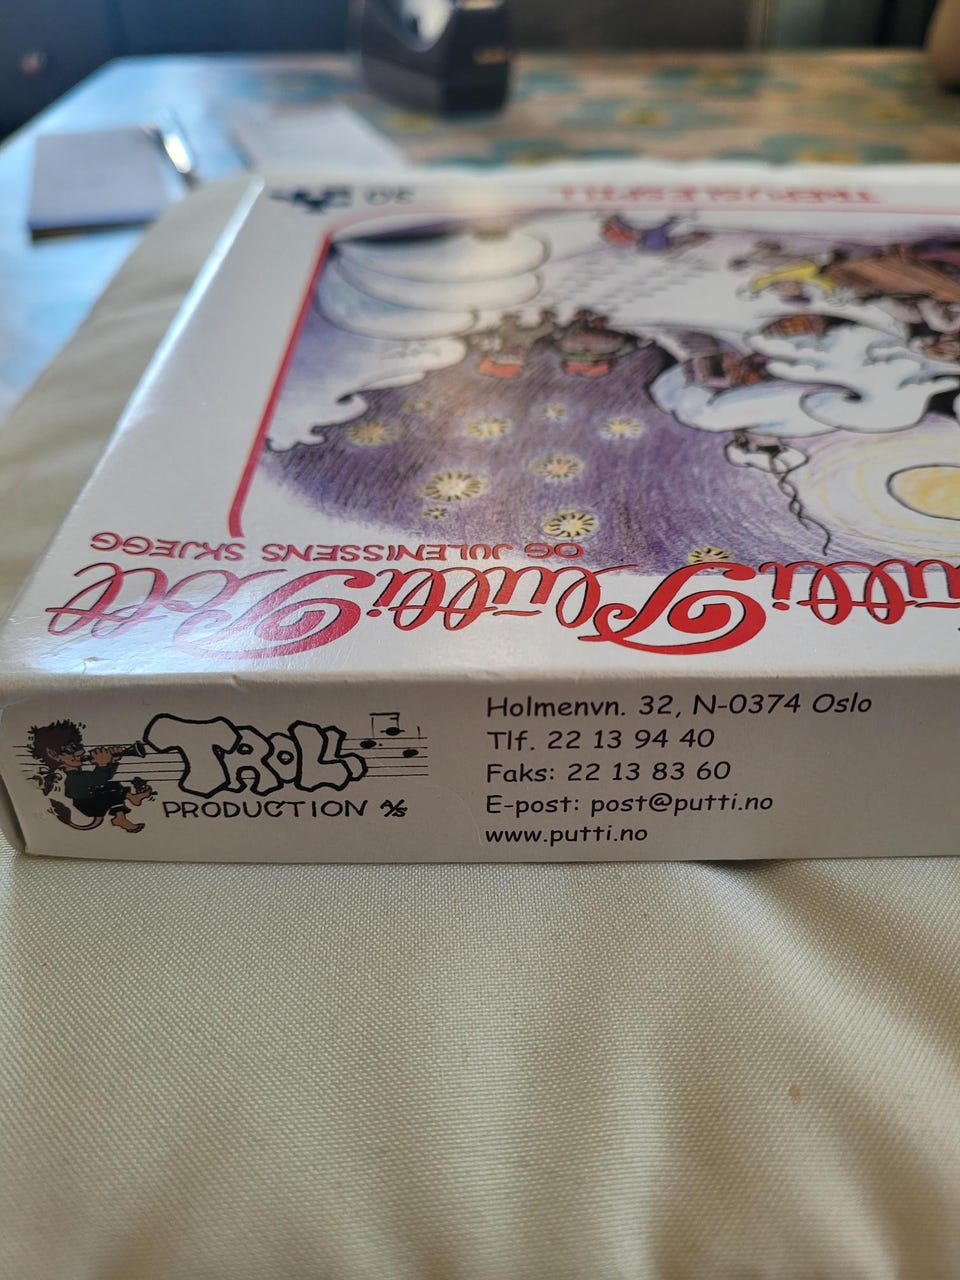 Putti Plutti Pott
OG JULENISSENS SKJEGG
TROLL
PRODUCTION A/S
Holmenvn. 32, N-0374 Oslo
Tlf. 22 13 94 40
Faks: 22 13 83 60
E-post: post@putti.no
www.putti.no